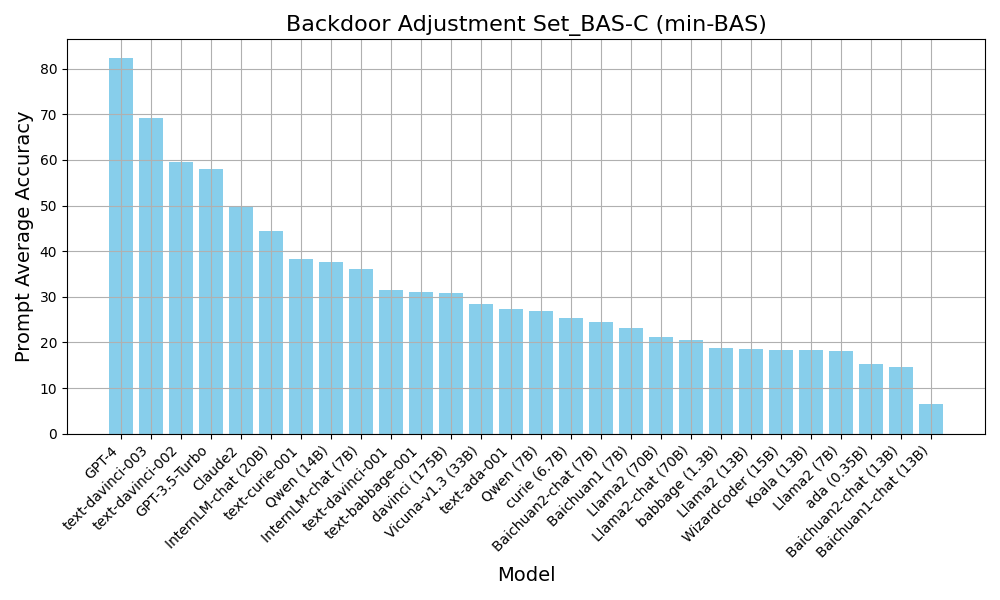 Backdoor Adjustment Set_BAS-C (min-BAS)
Prompt Average Accuracy
80
70
60
50
40
30
20
10
0
GPT-4
text-davinci-003
text-davinci-002
GPT-3.5-Turbo
Claude2
InternLM-chat (20B)
text-curie-001
Qwen (14B)
InternLM-chat (7B)
text-davinci-001
text-babbage-001
davinci (175B)
Vicuna-v1.3 (33B)
text-ada-001
Qwen (7B)
curie (6.7B)
Baichuan2-chat (7B)
Baichuan1 (7B)
Llama2 (70B)
Llama2-chat (70B)
babbage (1.3B)
Llama2 (13B)
Wizardcoder (15B)
Koala (13B)
Llama2 (7B)
ada (0.35B)
Baichuan2-chat (13B)
Baichuan1-chat (13B)
Model